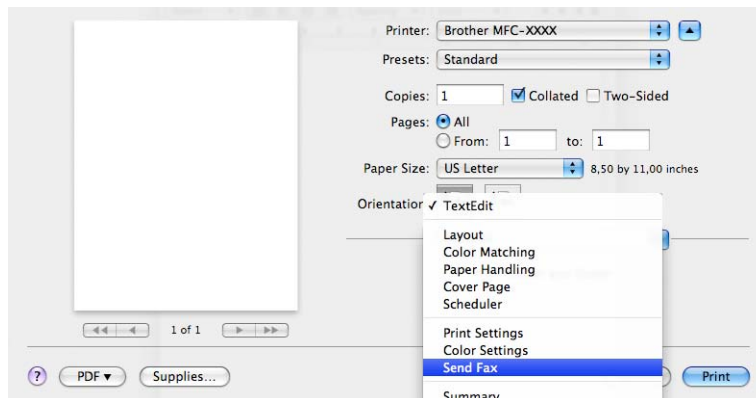 Printer: Brother MFC-XXXX
Presets: Standard
Copies: 1 Collated Two-Sided
Pages: All
From: 1 to: 1
Paper Size: US Letter 8,50 by 11,00 inches
Orientation
✓ TextEdit
Layout
Color Matching
Paper Handling
Cover Page
Scheduler
Print Settings
Color Settings
Send Fax
Summary
1 of 1
? PDF▼ Supplies... Print